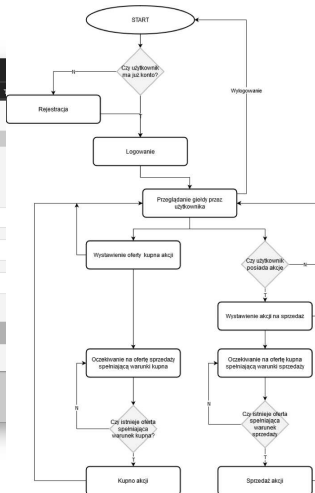 START
Czy użytkownik
ma już konto?
N
T
Rejestracja
Wylogowanie
Logowanie
Przeglądanie giełdy przez
użytkownika
Wystawienie oferty kupna akcji
Czy użytkownik
posiada akcje
N
T
Wystawienie akcji na sprzedaż
Oczekiwanie na ofertę sprzedaży
spełniającą warunki kupna
Oczekiwanie na ofertę kupna
spełniającą warunki sprzedaży
N
Czy istnieje oferta
spełniająca
warunek kupna?
N
Czy istnieje oferta
spełniająca
warunek
sprzedaży
T
T
Kupno akcji
Sprzedaż akcji